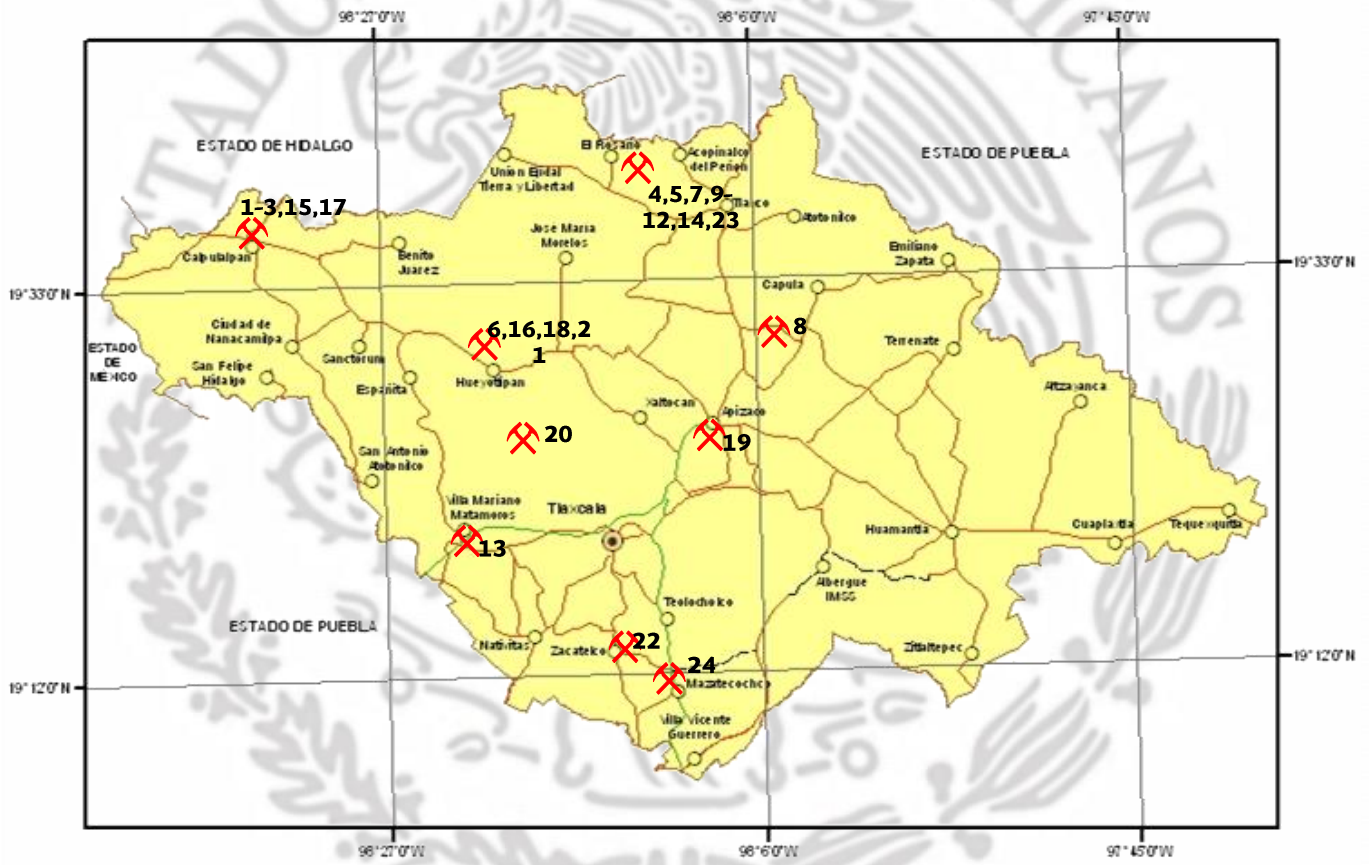 98°27'0"W
98°6'0"W
97°45'0"W
ESTADOS
MEXICANOS
ESTADO DE HIDALGO
ESTADO DE PUEBLA
El Rosario
Acopinalco
del Peñon
Union Ejidal
Tierra y Libertad
4,5,7,9-
12,14,23
Tlaxco
Atotonilco
1-3,15,17
Calpulalpan
Benito
Juarez
Jose Maria
Morelos
Emiliano
Zapata
19°33'0"N
19°33'0"N
Capula
8
Ciudad de
Nanacamilpa
6,16,18,2
1
Sanctorum
Terrenate
ESTADO
DE
MEXICO
San Felipe
Hidalgo
Españita
Hueyotlipan
Altzayanca
Xaltocan
Apizaco
20
19
San Antonio
Atotonilco
Villa Mariano
Matamoros
Tlaxcala
13
Huamantla
Cuapiaxtla
Tequexquitla
Albergue
IMSS
Teolocholco
ESTADO DE PUEBLA
Nativitas
Zacatelco
22
Zitlaltepec
24
Mazatecochco
19°12'0"N
19°12'0"N
Villa Vicente
Guerrero
98°27'0"W
98°6'0"W
97°45'0"W